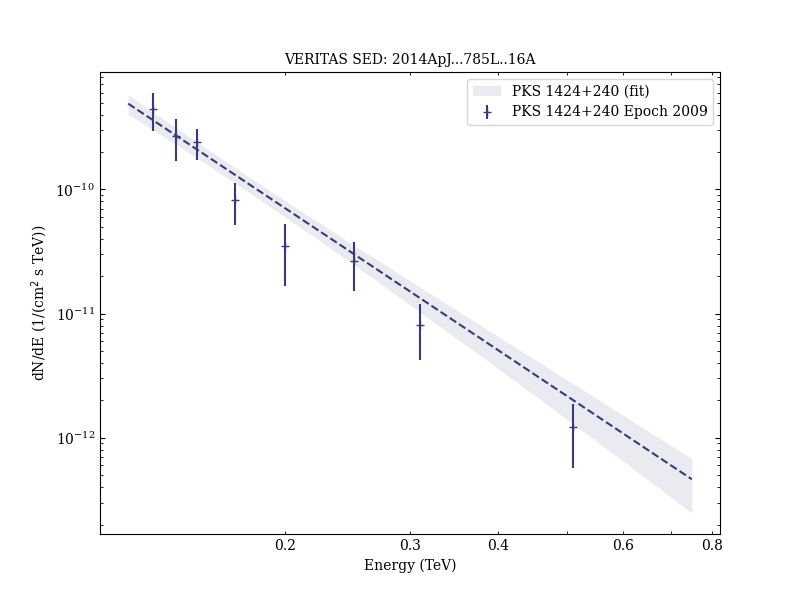 VERITAS SED: 2014ApJ...785L..16A
PKS 1424+240 (fit)
PKS 1424+240 Epoch 2009
dN/dE (1/(cm² s TeV))
10⁻¹⁰
10⁻¹¹
10⁻¹²
0.2 0.3 0.4 0.6 0.8
Energy (TeV)